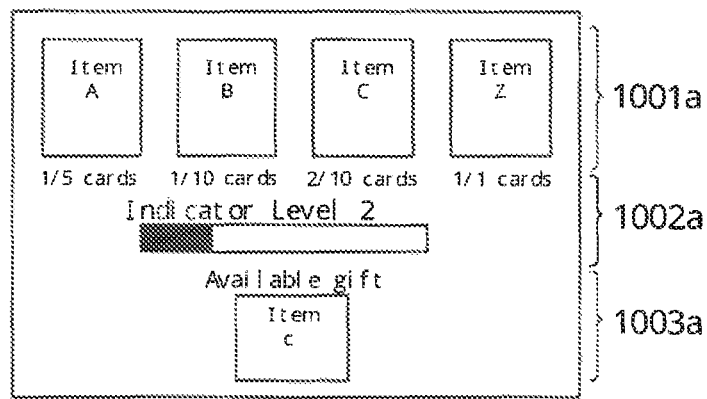 Item Item Item Item
A B C Z
1001a
1/5 cards 1/10 cards 2/10 cards 1/1 cards
Indicator Level 2
1002a
Available gift
Item
c
1003a